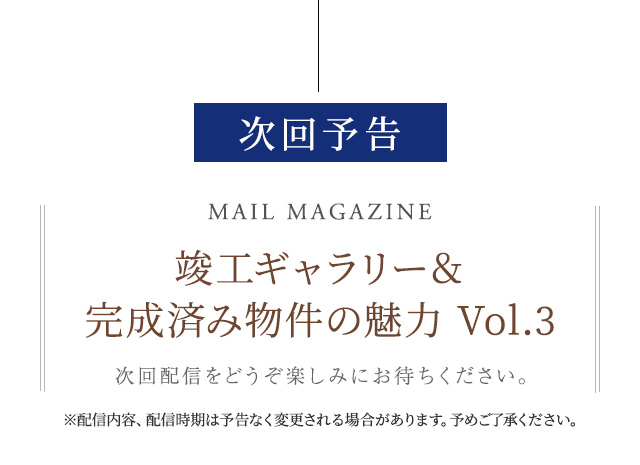 次回予告
MAIL MAGAZINE
竣工ギャラリー＆
完成済み物件の魅力 Vol.3
次回配信をどうぞ楽しみにお待ちください。
※配信内容、配信時期は予告なく変更される場合があります。予めご了承ください。